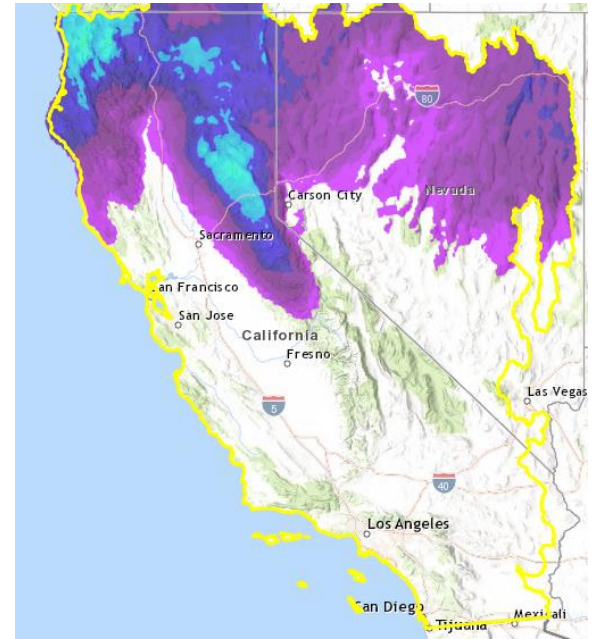 80
Nevada
Carson City
Sacramento
an Francisco
San Jose
California
Fresno
5
Las Vegas
40
Los Angeles
San Diego
Tijuana
Mexicali